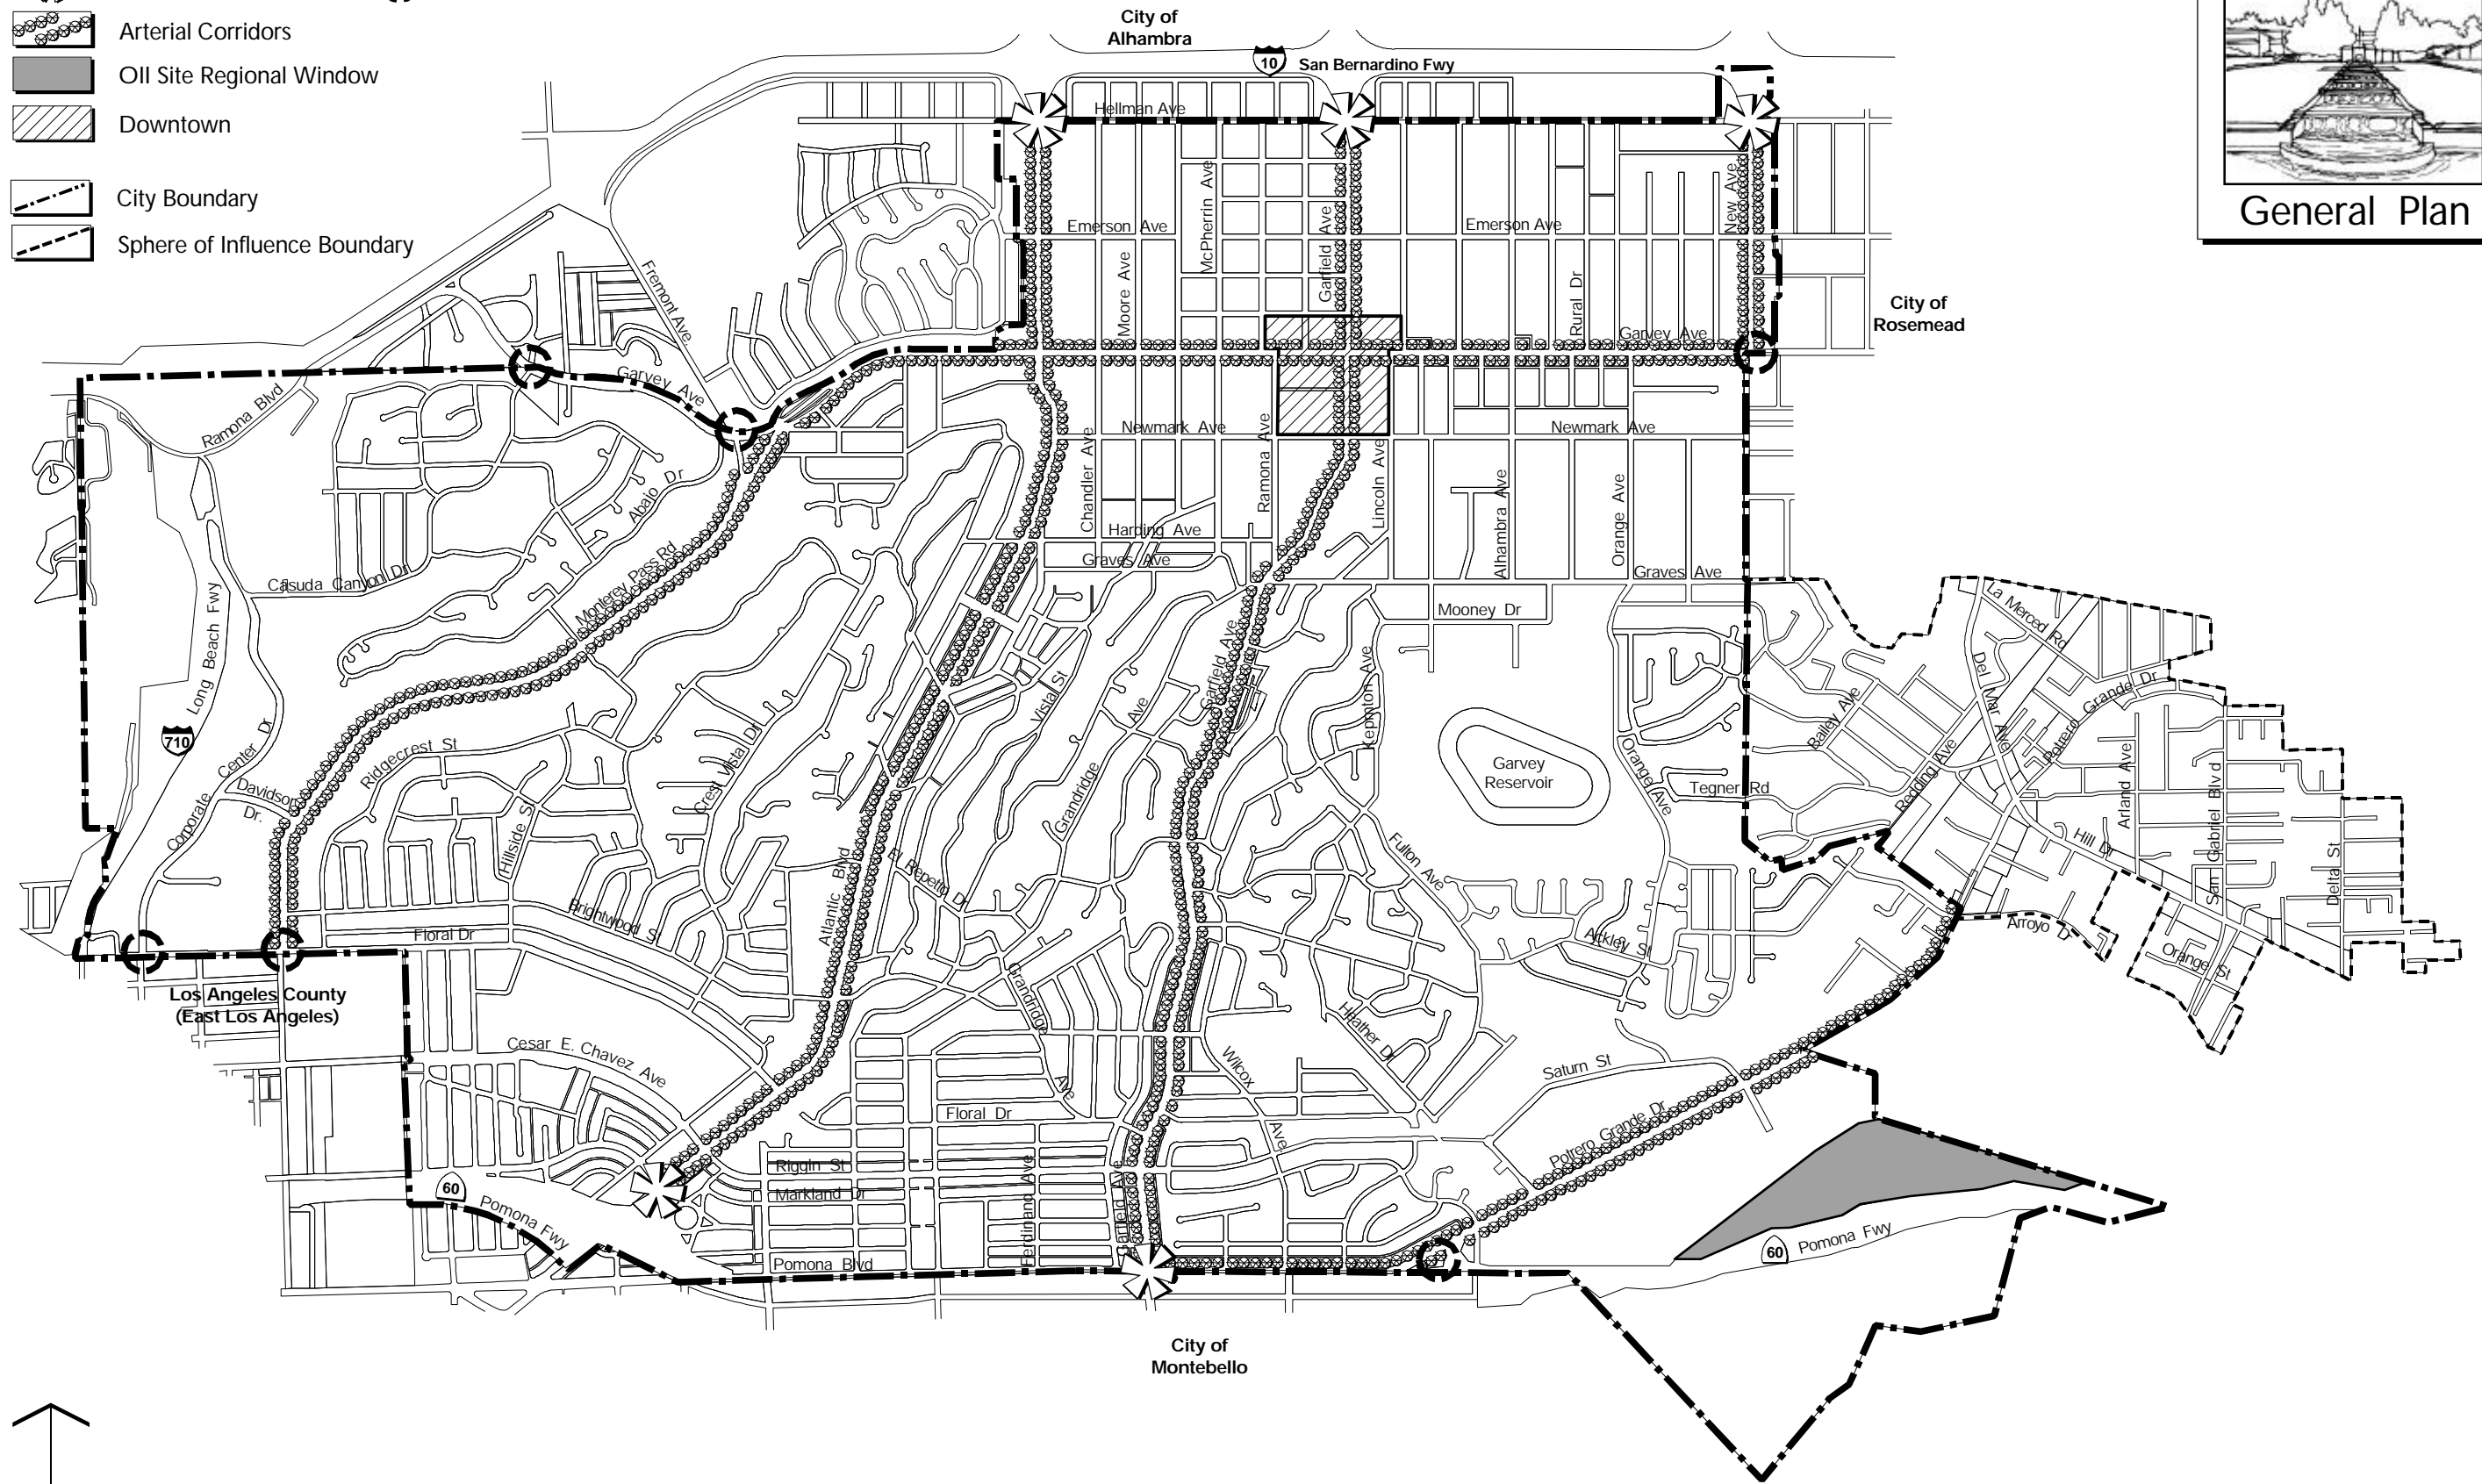 Arterial Corridors
OII Site Regional Window
Downtown
City Boundary
Sphere of Influence Boundary
General Plan
City of
Alhambra
10
San Bernardino Fwy
Hellman Ave
McPherrin Ave
Garfield Ave
New Ave
Emerson Ave
Emerson Ave
Moore Ave
Rural Dr
Garvey Ave
City of
Rosemead
Fremont Ave
Garvey Ave
Ramona Blvd
Newmark Ave
Newmark Ave
Chandler Ave
Ramona Ave
Lincoln Ave
Alhambra Ave
Orange Ave
Abajo Dr
Harding Ave
Graves Ave
Graves Ave
Monterey Pass Rd
Casuda Canyon Dr
Mooney Dr
La Merced Rd
Long Beach Fwy
710
Garfield Ave
Kempton Ave
Vista St
Grandridge Ave
Del Mar Ave
Potrero Grande Dr
Bailey Ave
Crest Vista Dr
Ridgecrest St
Corporate Center Dr
Davidson
Dr.
Garvey
Reservoir
Orange Ave
Tegner Rd
Redding Ave
Arland Ave
San Gabriel Blvd
Hill Dr
Delta St
Hillside St
Atlantic Blvd
El Repetto Dr
Fulton Ave
Brightwood St
Floral Dr
Ackley St
Arroyo Dr
Orange St
Los Angeles County
(East Los Angeles)
Grandridge Ave
Heather Dr
Wilcox Ave
Cesar E. Chavez Ave
Saturn St
Floral Dr
Potrero Grande Dr
Riggin St
Markland Dr
Ferdinand Ave
Garfield Ave
60
Pomona Fwy
Pomona Blvd
60
Pomona Fwy
City of
Montebello